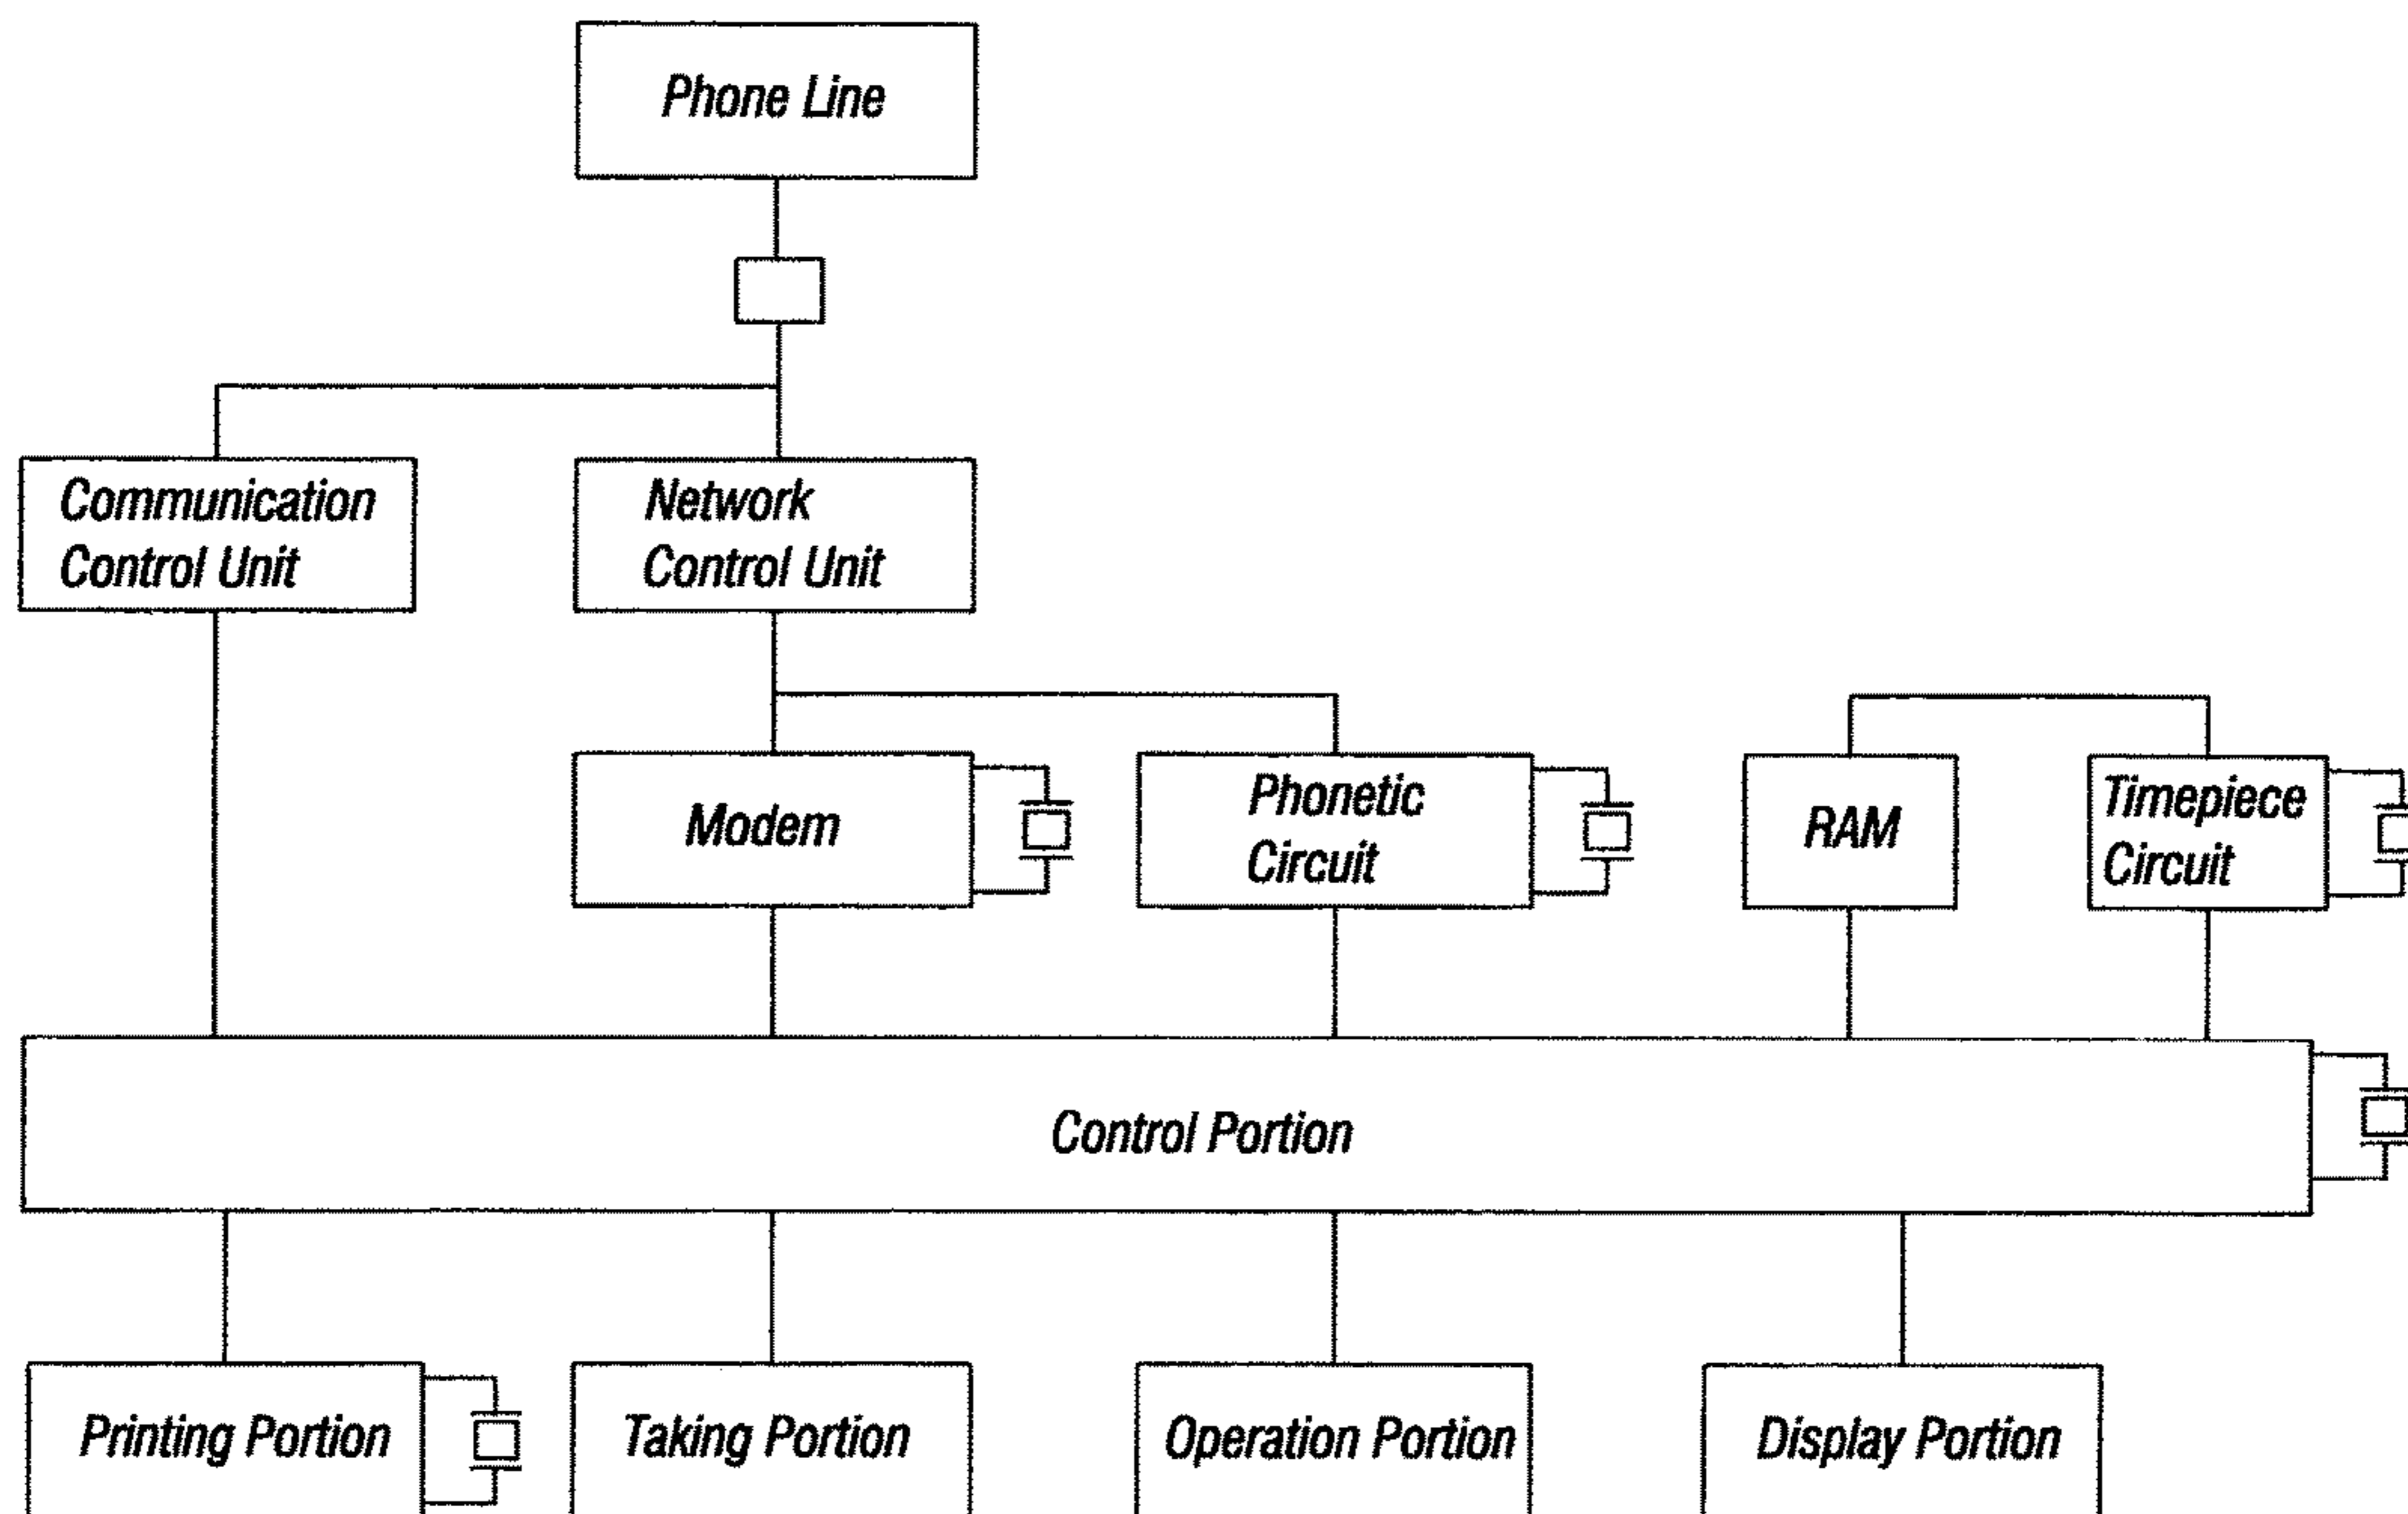 Phone Line
Communication
Control Unit
Network
Control Unit
Modem
Phonetic
Circuit
RAM
Timepiece
Circuit
Control Portion
Printing Portion
Taking Portion
Operation Portion
Display Portion